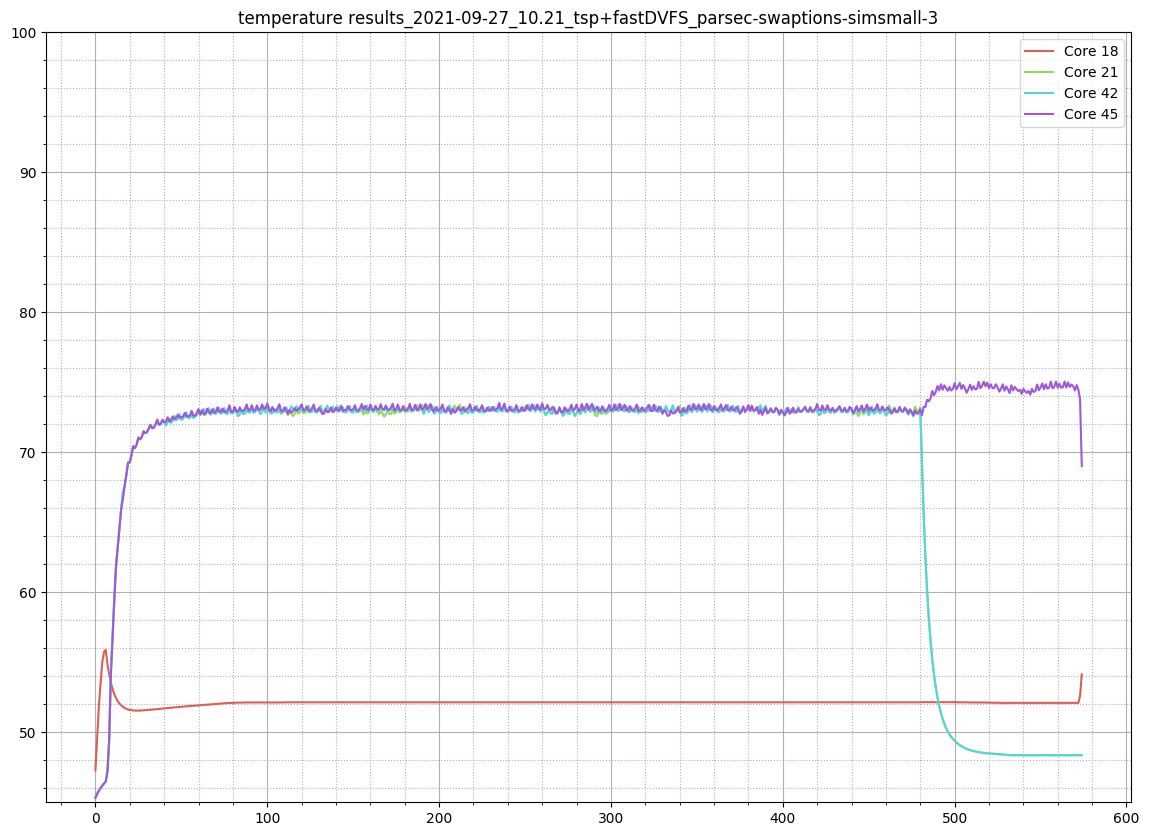 temperature results_2021-09-27_10.21_tsp+fastDVFS_parsec-swaptions-simsmall-3
Core 18
Core 21
Core 42
Core 45
100
90
80
70
60
50
0 100 200 300 400 500 600